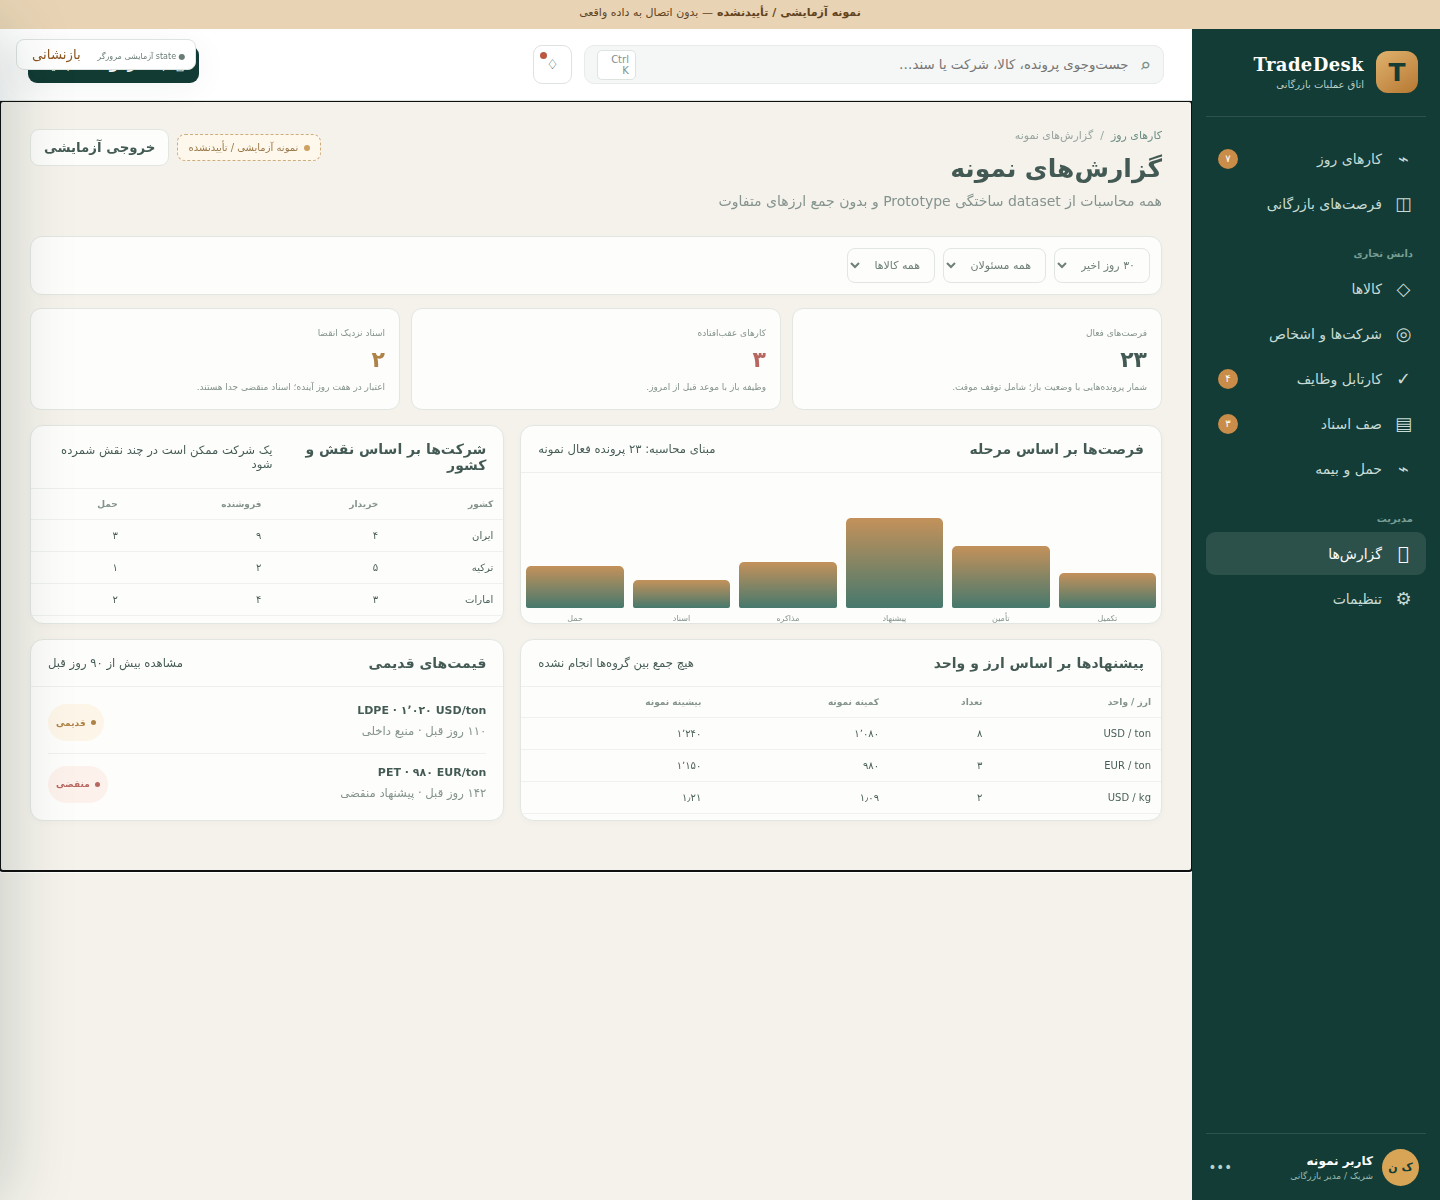 نمونه آزمایشی / تأییدنشده — بدون اتصال به داده واقعی
T
TradeDesk
اتاق عملیات بازرگانی
کارهای روز
۷
فرصت‌های بازرگانی
دانش تجاری
کالاها
شرکت‌ها و اشخاص
کارتابل وظایف
۴
صف اسناد
۳
حمل و بیمه
مدیریت
گزارش‌ها
تنظیمات
ک ن
کاربر نمونه
شریک / مدیر بازرگانی
•••
جست‌وجوی پرونده، کالا، شرکت یا سند…
Ctrl K
state آزمایشی مرورگر
بازنشانی
کارهای روز / گزارش‌های نمونه
گزارش‌های نمونه
همه محاسبات از dataset ساختگی Prototype و بدون جمع ارزهای متفاوت
نمونه آزمایشی / تأییدنشده
خروجی آزمایشی
۳۰ روز اخیر
همه مسئولان
همه کالاها
فرصت‌های فعال
۲۳
شمار پرونده‌هایی با وضعیت باز؛ شامل توقف موقت.
کارهای عقب‌افتاده
۳
وظیفه باز با موعد قبل از امروز.
اسناد نزدیک انقضا
۲
اعتبار در هفت روز آینده؛ اسناد منقضی جدا هستند.
فرصت‌ها بر اساس مرحله
مبنای محاسبه: ۲۳ پرونده فعال نمونه
تکمیل
تأمین
پیشنهاد
مذاکره
اسناد
حمل
شرکت‌ها بر اساس نقش و کشور
یک شرکت ممکن است در چند نقش شمرده شود
کشور خریدار فروشنده حمل
ایران ۴ ۹ ۳
ترکیه ۵ ۲ ۱
امارات ۳ ۴ ۲
پیشنهادها بر اساس ارز و واحد
هیچ جمع بین گروه‌ها انجام نشده
ارز / واحد تعداد کمینه نمونه بیشینه نمونه
USD / ton ۸ ۱٬۰۸۰ ۱٬۲۴۰
EUR / ton ۳ ۹۸۰ ۱٬۱۵۰
USD / kg ۲ ۱٫۰۹ ۱٫۲۱
قیمت‌های قدیمی
مشاهده بیش از ۹۰ روز قبل
LDPE · ۱٬۰۲۰ USD/ton
۱۱۰ روز قبل · منبع داخلی
قدیمی
PET · ۹۸۰ EUR/ton
۱۴۲ روز قبل · پیشنهاد منقضی
منقضی